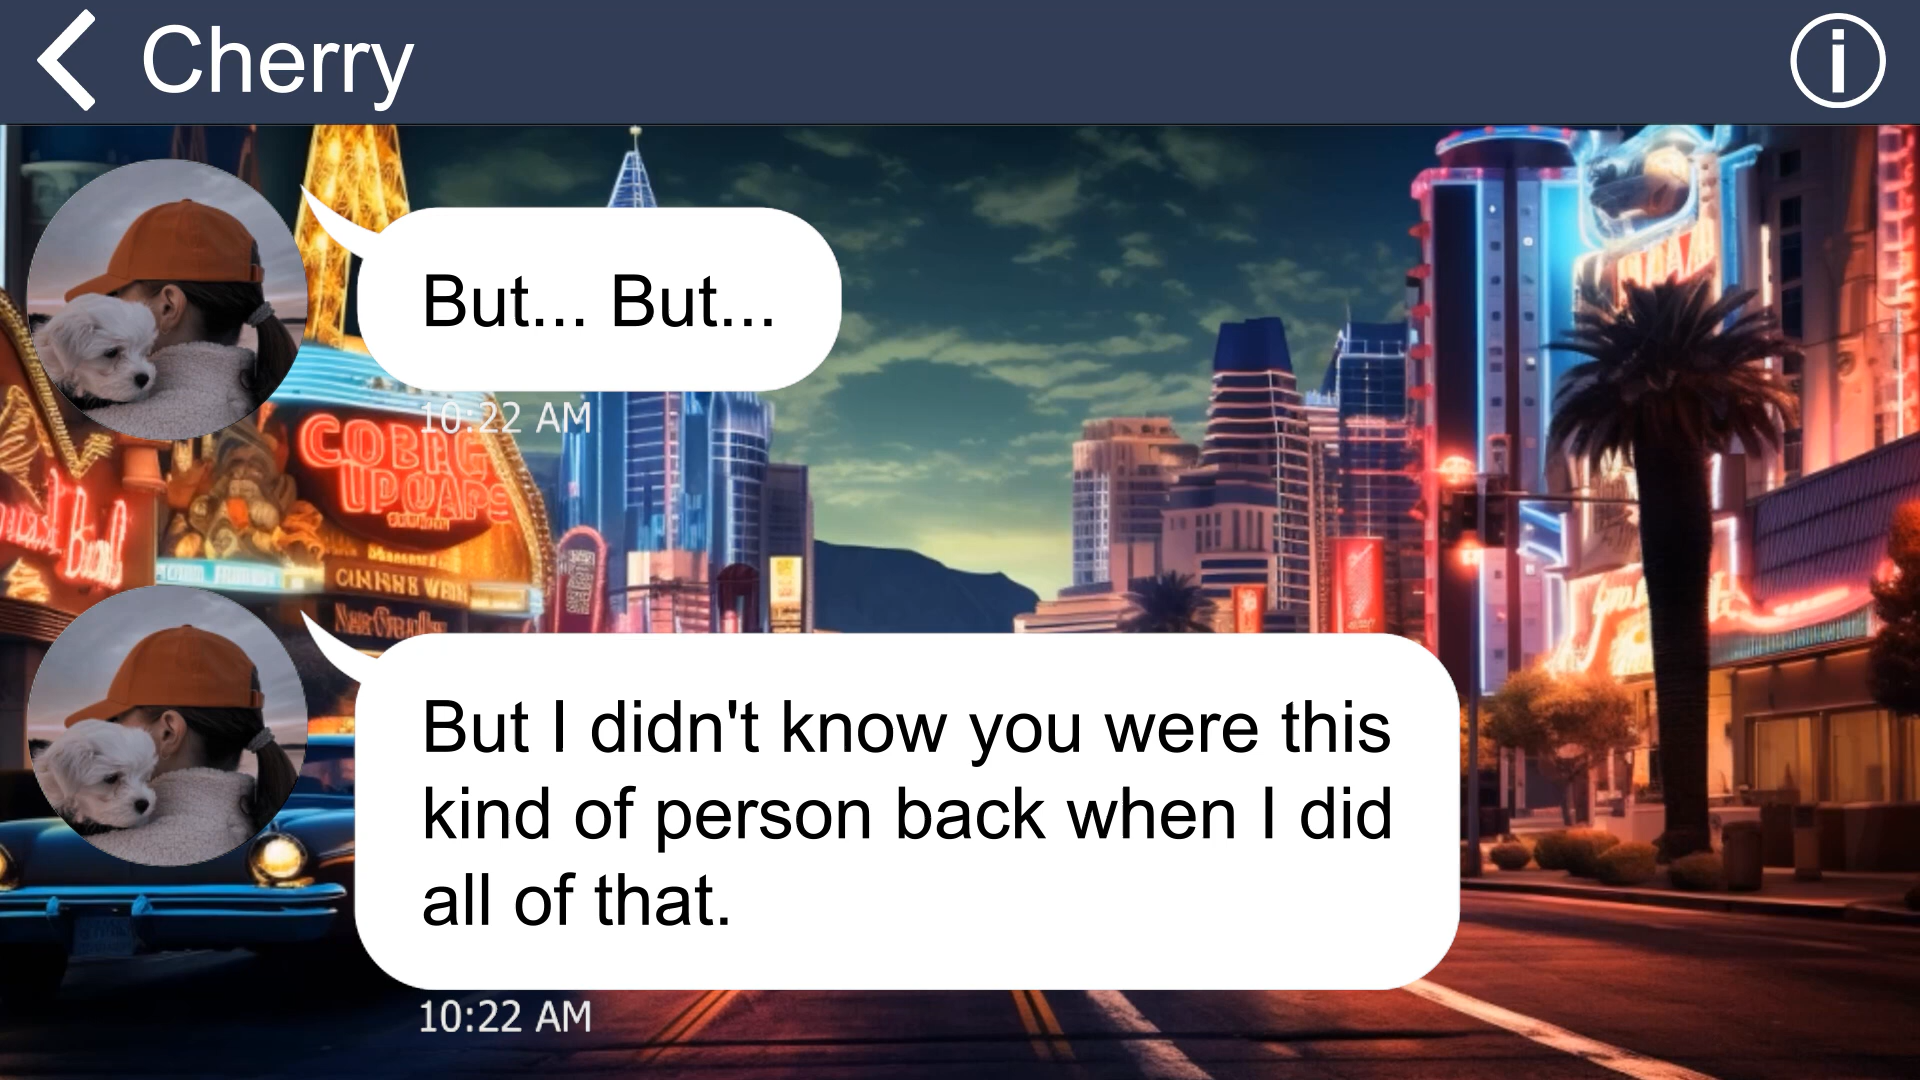 Cherry
But... But...
10:22 AM
But I didn't know you were this
kind of person back when I did
all of that.
10:22 AM